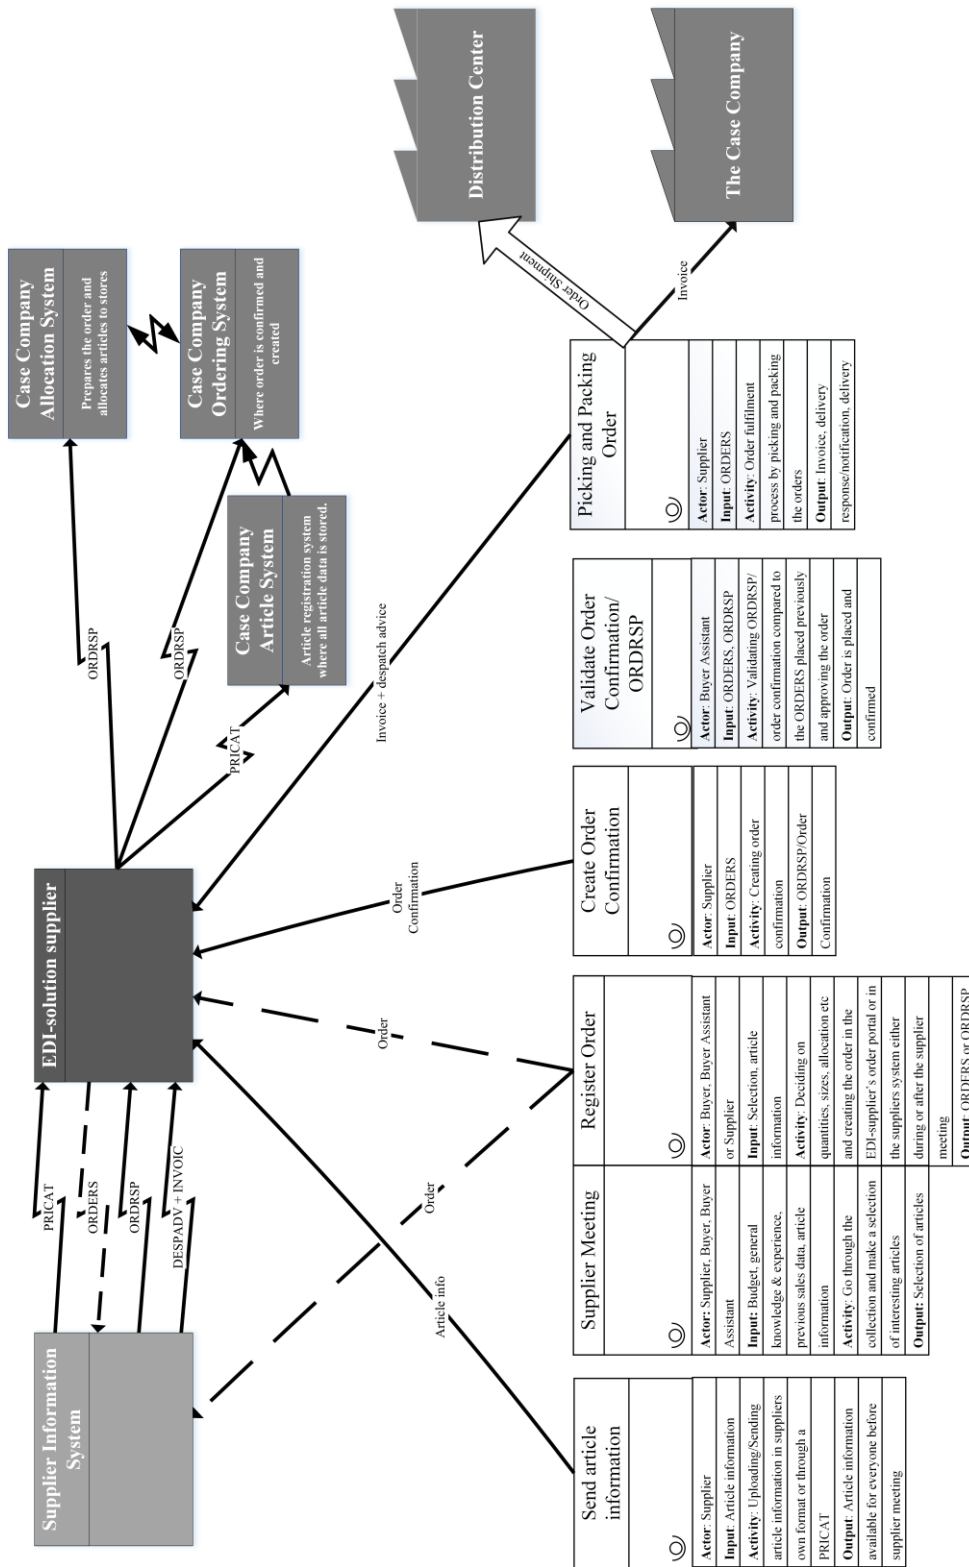 Supplier Information
System
PRICAT
ORDERS
ORDRSP
DESPADV + INVOIC
EDI-solution supplier
ORDRSP
ORDRSP
PRICAT
Case Company
Allocation System
Prepares the order and
allocates articles to stores
Case Company
Ordering System
Where order is confirmed and
created
Case Company
Article System
Article registration system
where all article data is stored.
Article info
Order
Order
Order
Confirmation
Invoice + despatch advice
Order Shipment
Invoice
Distribution Center
The Case Company
Send article
information
Actor: Supplier
Input: Article information
Activity: Uploading/Sending
article information in suppliers
own format or through a
PRICAT
Output: Article information
available for everyone before
supplier meeting
Supplier Meeting
Actor: Supplier, Buyer, Buyer
Assistant
Input: Budget, general
knowledge & experience,
previous sales data, article
information
Activity: Go through the
collection and make a selection
of interesting articles
Output: Selection of articles
Register Order
Actor: Buyer, Buyer Assistant
or Supplier
Input: Selection, article
information
Activity: Deciding on
quantities, sizes, allocation etc
and creating the order in the
EDI-supplier's order portal or in
the suppliers system either
during or after the supplier
meeting
Output: ORDERS or ORDRSP
Create Order
Confirmation
Actor: Supplier
Input: ORDERS
Activity: Creating order
confirmation
Output: ORDRSP/Order
Confirmation
Validate Order
Confirmation/
ORDRSP
Actor: Buyer Assistant
Input: ORDERS, ORDRSP
Activity: Validating ORDRSP/
order confirmation compared to
the ORDERS placed previously
and approving the order
Output: Order is placed and
confirmed
Picking and Packing
Order
Actor: Supplier
Input: ORDERS
Activity: Order fulfilment
process by picking and packing
the orders
Output: Invoice, delivery
response/notification, delivery